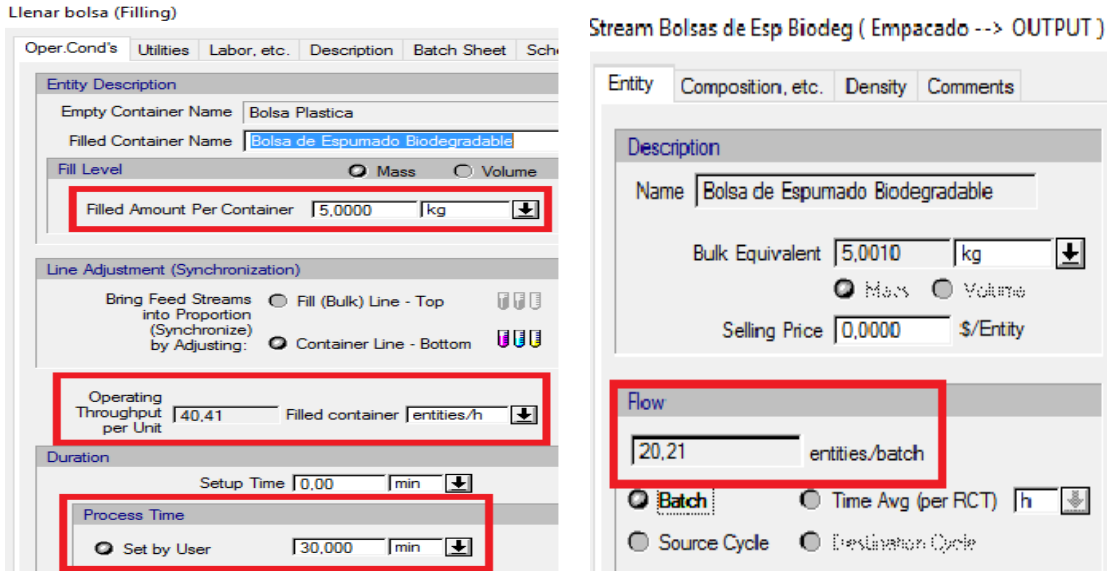 Llenar bolsa (Filling)
Oper.Cond's Utilities Labor, etc. Description Batch Sheet
Entity Description
Empty Container Name Bolsa Plastica
Filled Container Name Bolsa de Espumado Biodegradable
Fill Level Mass Volume
Filled Amount Per Container 5,0000 kg
Line Adjustment (Synchronization)
Bring Feed Streams
into Proportion
(Synchronize)
by Adjusting:
Fill (Bulk) Line - Top
Container Line - Bottom
Operating
Throughput
per Unit
40,41 Filled container entities/h
Duration
Setup Time 0,00 min
Process Time
Set by User 30,000 min
Stream Bolsas de Esp Biodeg ( Empacado --> OUTPUT )
Entity Composition, etc. Density Comments
Description
Name Bolsa de Espumado Biodegradable
Bulk Equivalent 5,0010 kg
Mass Volume
Selling Price 0,0000 $/Entity
Flow
20,21 entities/batch
Batch Time Avg (per RCT) h
Source Cycle Destination Cycle